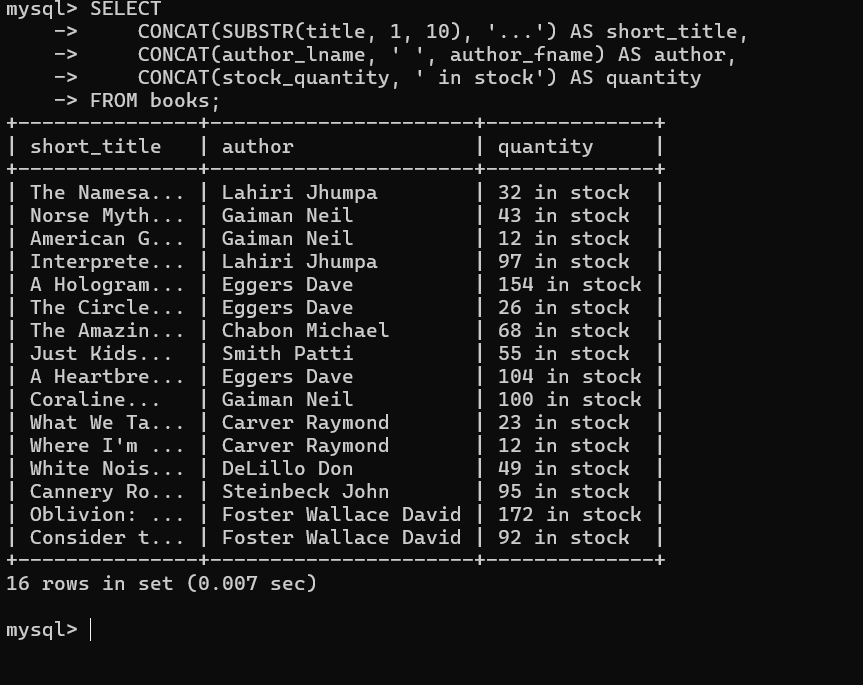 mysql> SELECT
    ->     CONCAT(SUBSTR(title, 1, 10), '...') AS short_title,
    ->     CONCAT(author_lname, ' ', author_fname) AS author,
    ->     CONCAT(stock_quantity, ' in stock') AS quantity
    -> FROM books;
+---------------+----------------------+--------------+
| short_title   | author               | quantity     |
+---------------+----------------------+--------------+
| The Namesa... | Lahiri Jhumpa        | 32 in stock  |
| Norse Myth... | Gaiman Neil          | 43 in stock  |
| American G... | Gaiman Neil          | 12 in stock  |
| Interprete... | Lahiri Jhumpa        | 97 in stock  |
| A Hologram... | Eggers Dave          | 154 in stock |
| The Circle... | Eggers Dave          | 26 in stock  |
| The Amazin... | Chabon Michael       | 68 in stock  |
| Just Kids...  | Smith Patti          | 55 in stock  |
| A Heartbre... | Eggers Dave          | 104 in stock |
| Coraline...   | Gaiman Neil          | 100 in stock |
| What We Ta... | Carver Raymond       | 23 in stock  |
| Where I'm ... | Carver Raymond       | 12 in stock  |
| White Nois... | DeLillo Don          | 49 in stock  |
| Cannery Ro... | Steinbeck John       | 95 in stock  |
| Oblivion: ... | Foster Wallace David | 172 in stock |
| Consider t... | Foster Wallace David | 92 in stock  |
+---------------+----------------------+--------------+
16 rows in set (0.007 sec)

mysql>